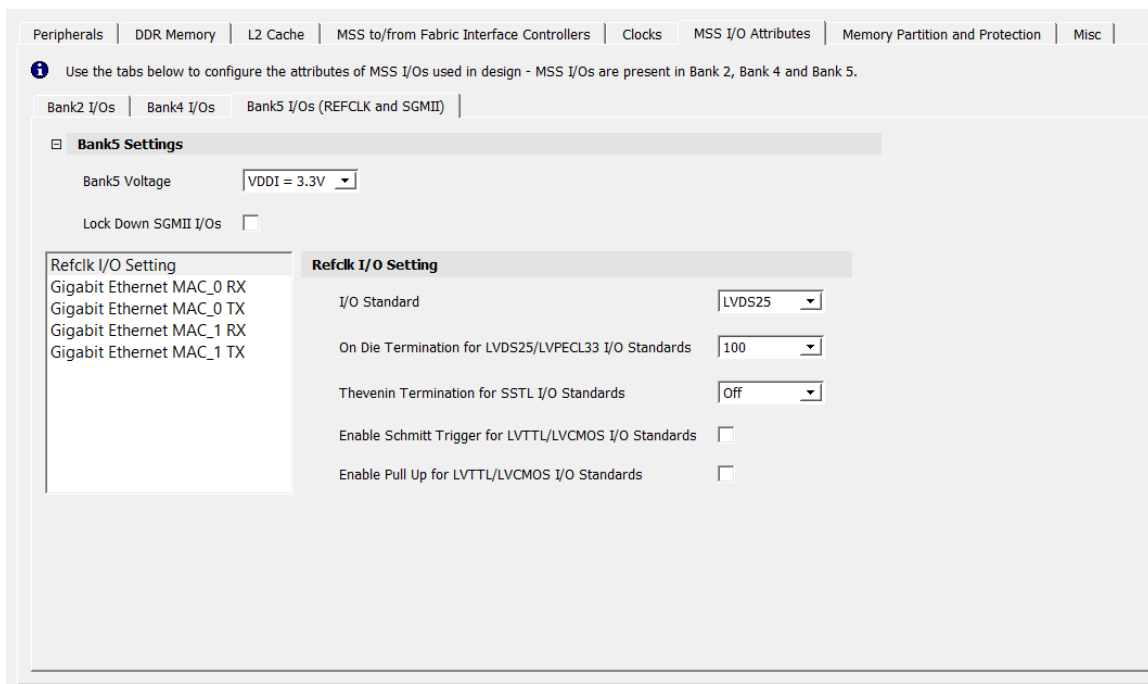 Peripherals DDR Memory L2 Cache MSS to/from Fabric Interface Controllers Clocks MSS I/O Attributes Memory Partition and Protection Misc
Use the tabs below to configure the attributes of MSS I/Os used in design - MSS I/Os are present in Bank 2, Bank 4 and Bank 5.
Bank2 I/Os Bank4 I/Os Bank5 I/Os (REFCLK and SGMII)
Bank5 Settings
Bank5 Voltage VDDI = 3.3V
Lock Down SGMII I/Os
Refclk I/O Setting
Gigabit Ethernet MAC_0 RX
Gigabit Ethernet MAC_0 TX
Gigabit Ethernet MAC_1 RX
Gigabit Ethernet MAC_1 TX
Refclk I/O Setting
I/O Standard LVDS25
On Die Termination for LVDS25/LVPECL33 I/O Standards 100
Thevenin Termination for SSTL I/O Standards Off
Enable Schmitt Trigger for LVTTL/LVCMOS I/O Standards
Enable Pull Up for LVTTL/LVCMOS I/O Standards